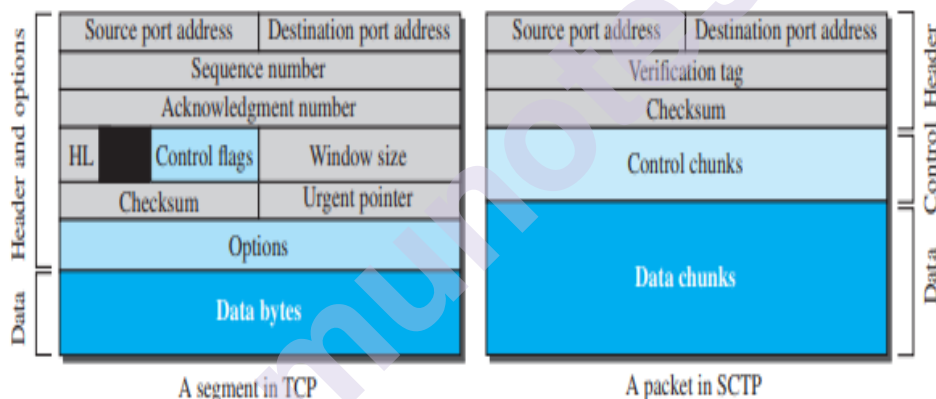 Header and options
Data
Source port address Destination port address
Sequence number
Acknowledgment number
HL Control flags Window size
Checksum Urgent pointer
Options
Data bytes
A segment in TCP
Source port address Destination port address
Verification tag
Checksum
Control chunks
Data chunks
A packet in SCTP
Header
Control
Data
munotes